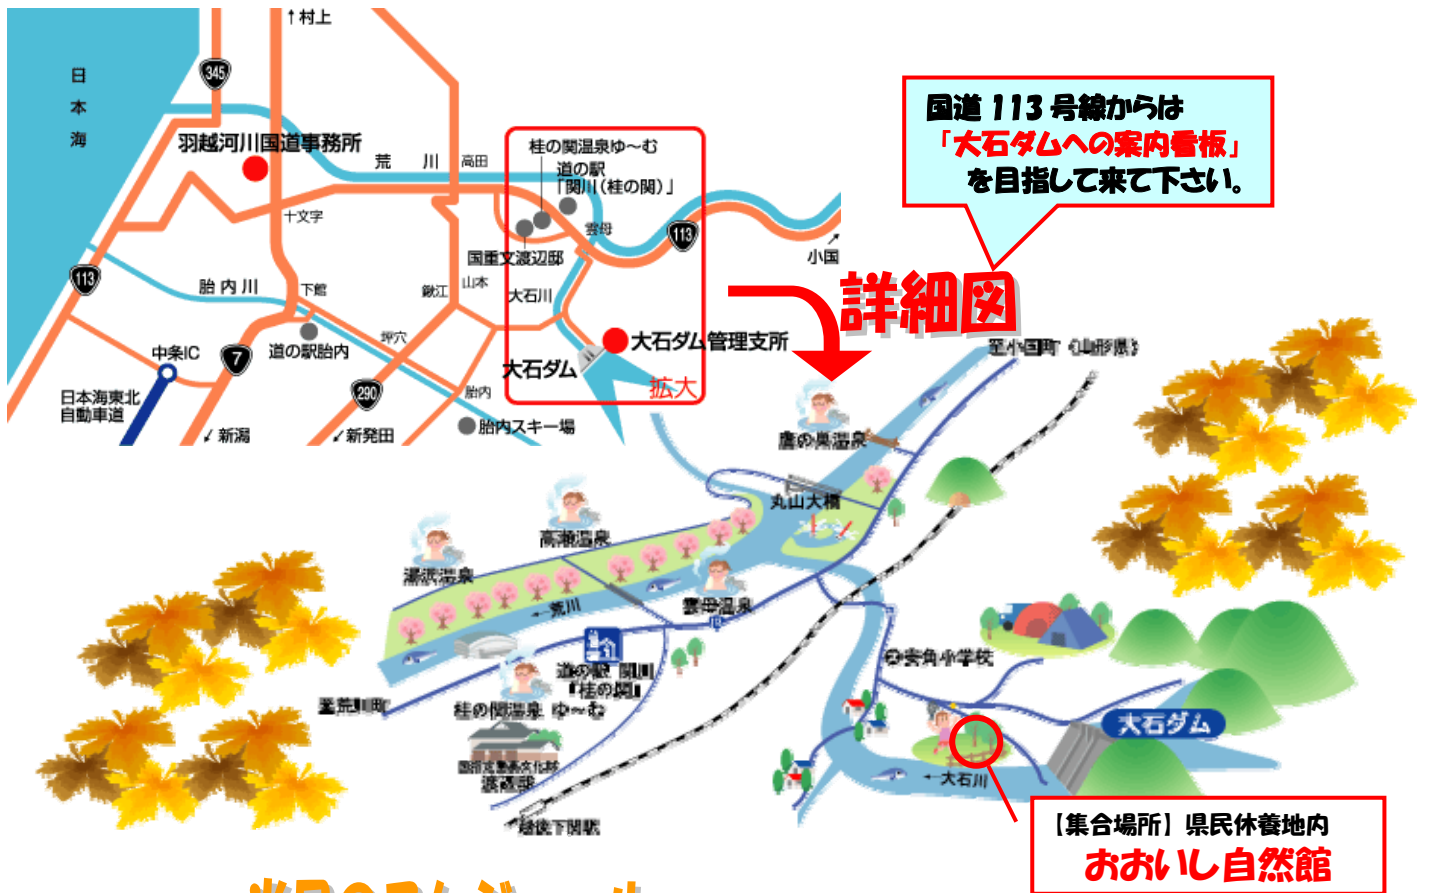 ↑村上
日本海
345
羽越河川国道事務所
荒川
高田
桂の関温泉ゆ～む
道の駅
「関川（桂の関）」
国道113号線からは
「大石ダムへの案内看板」
を目指して来て下さい。
十文字
雲母
113
小国
国重文渡辺邸
113
胎内川
下館
鍬江
山本
大石川
詳細図
中条IC
道の駅胎内
坪穴
7
大石ダム管理支所
大石ダム
拡大
日本海東北
自動車道
290
胎内
新潟
新発田
胎内スキー場
至小国町（山形県）
鷹の巣温泉
丸山大橋
高瀬温泉
湯沢温泉
雲母温泉
←荒川
安角小学校
道の駅 関川
「桂の関」
至荒川町
桂の関温泉 ゆ～む
国指定重要文化財
渡辺邸
大石ダム
←大石川
越後下関駅
【集合場所】県民休養地内
おおいし自然館